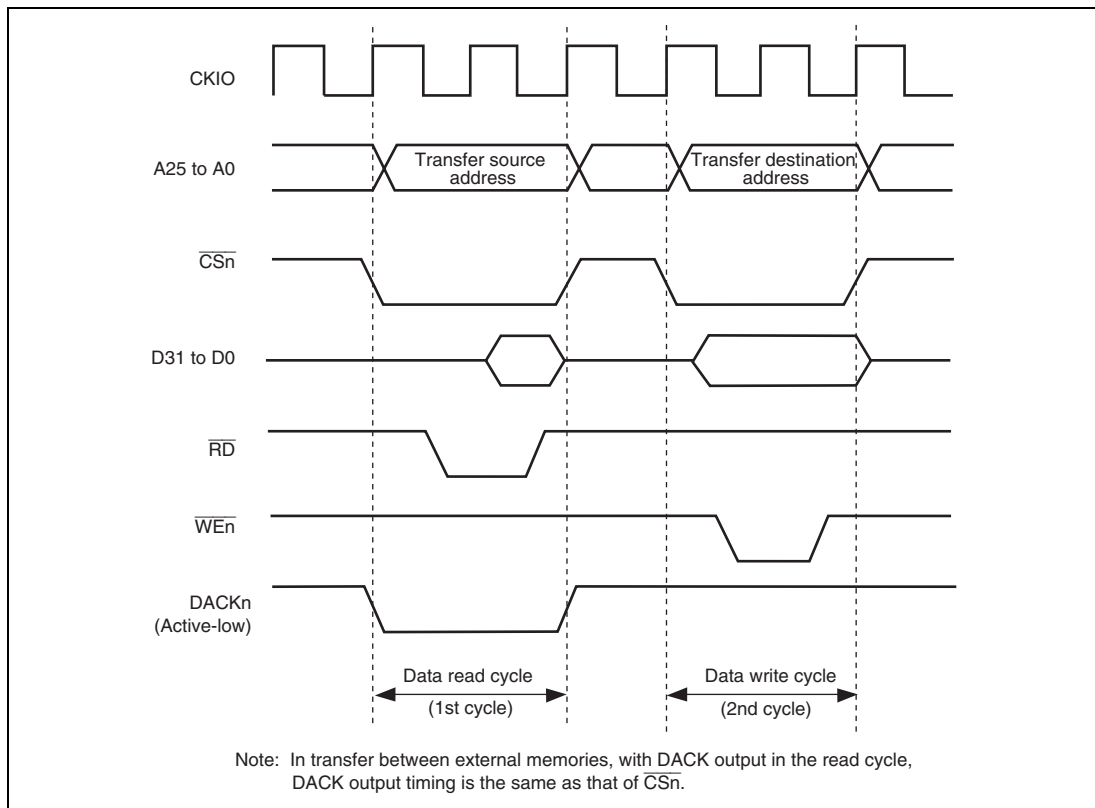 CKIO
A25 to A0
Transfer source
address
Transfer destination
address
CSn
D31 to D0
RD
WEn
DACKn
(Active-low)
Data read cycle
(1st cycle)
Data write cycle
(2nd cycle)
Note: In transfer between external memories, with DACK output in the read cycle,
DACK output timing is the same as that of CSn.